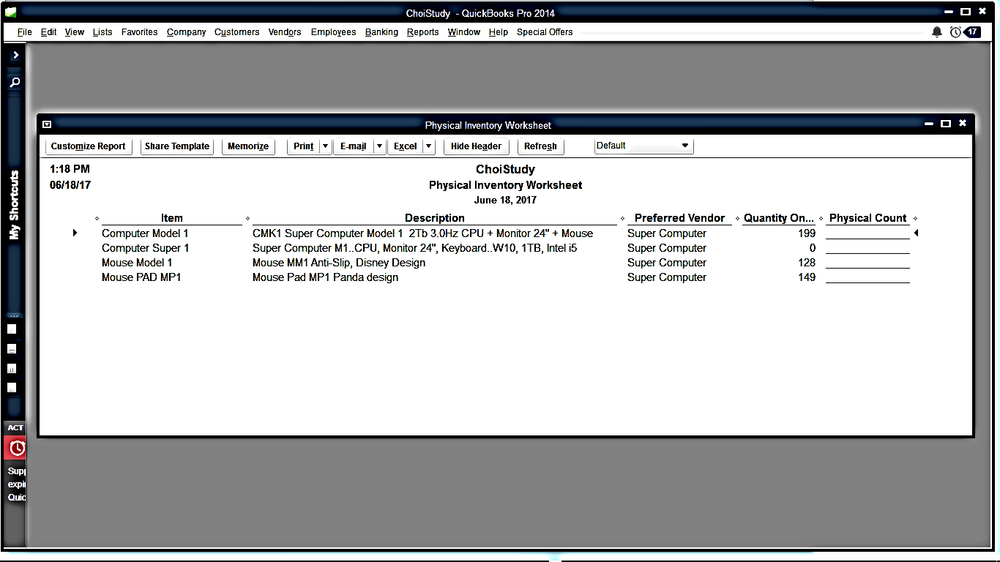 ChoiStudy - QuickBooks Pro 2014
File Edit View Lists Favorites Company Customers Vendors Employees Banking Reports Window Help Special Offers 17
My Shortcuts
Physical Inventory Worksheet
Customize Report Share Template Memorize Print E-mail Excel Hide Header Refresh Default
1:18 PM ChoiStudy
06/18/17 Physical Inventory Worksheet
June 18, 2017
Item Description Preferred Vendor Quantity On... Physical Count
Computer Model 1 CMK1 Super Computer Model 1 2Tb 3.0Hz CPU + Monitor 24" + Mouse Super Computer 199
Computer Super 1 Super Computer M1..CPU, Monitor 24", Keyboard..W10, 1TB, Intel i5 Super Computer 0
Mouse Model 1 Mouse MM1 Anti-Slip, Disney Design Super Computer 128
Mouse PAD MP1 Mouse Pad MP1 Panda design Super Computer 149
ACT
Supp
expi
Quic